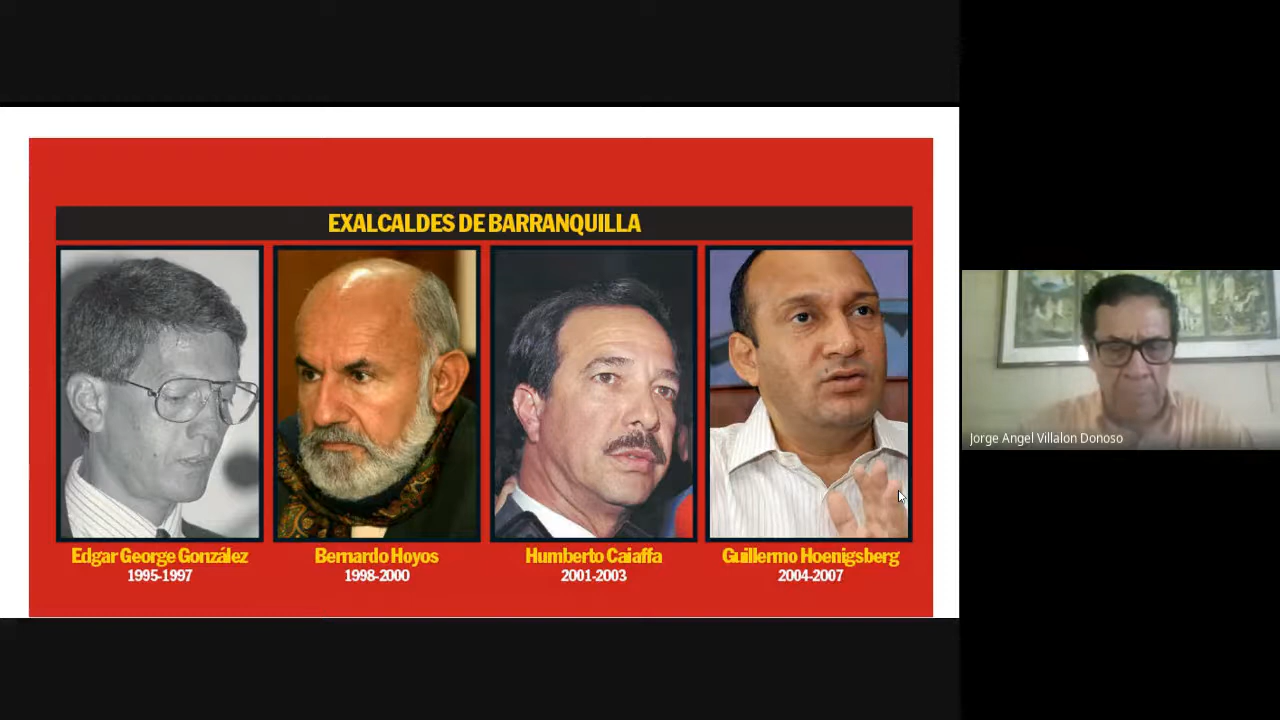 EXALCALDES DE BARRANQUILLA
Edgar George González
1995-1997
Bernardo Hoyos
1998-2000
Humberto Caiaffa
2001-2003
Guillermo Hoenigsberg
2004-2007
Jorge Angel Villalon Donoso